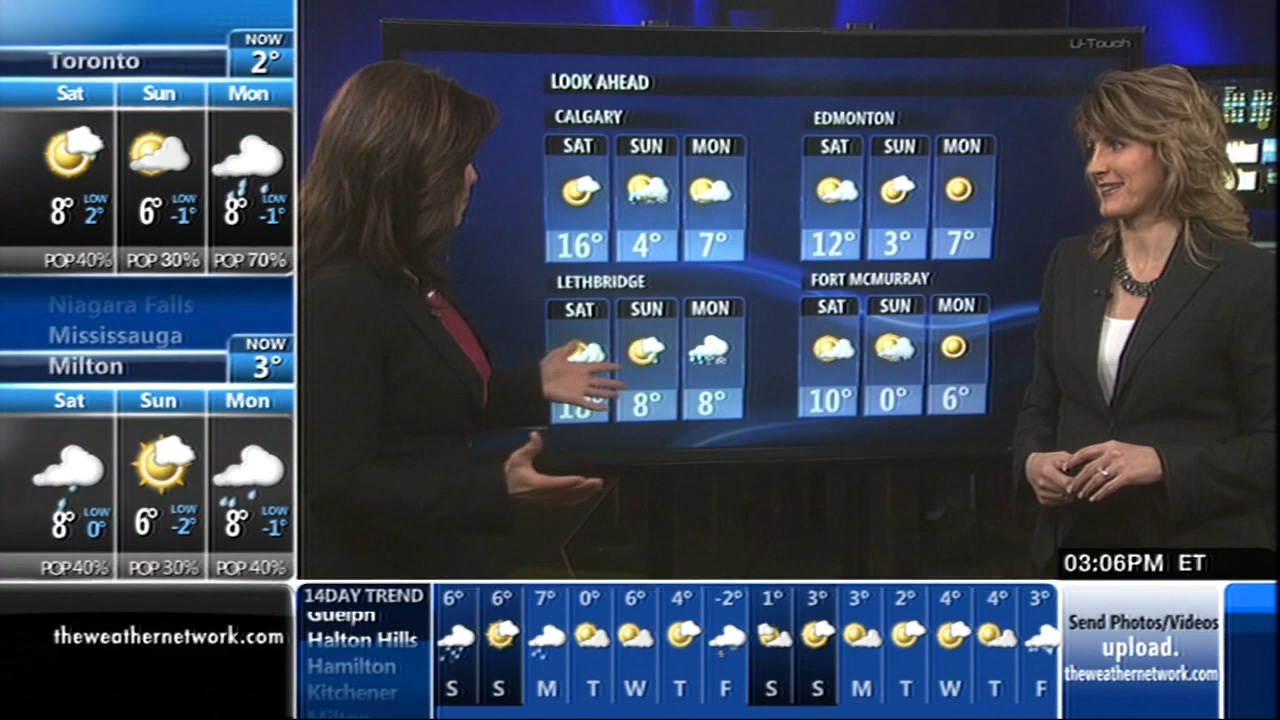 Toronto
NOW
2°
Sat Sun Mon
8° LOW 2° 6° LOW -1° 8° LOW -1°
POP 40% POP 30% POP 70%
Niagara Falls
Mississauga
Milton
NOW
3°
Sat Sun Mon
8° LOW 0° 6° LOW -2° 8° LOW -1°
POP 40% POP 30% POP 40%
theweathernetwork.com
U-Touch
LOOK AHEAD
CALGARY
SAT SUN MON
16° 4° 7°
EDMONTON
SAT SUN MON
12° 3° 7°
LETHBRIDGE
SAT SUN MON
8° 8°
FORT MCMURRAY
SAT SUN MON
10° 0° 6°
03:06PM ET
14DAY TREND
Guelph
Halton Hills
Hamilton
Kitchener
6° 6° 7° 0° 6° 4° -2° 1° 3° 3° 2° 4° 4° 3°
S S M T W T F S S M T W T F
Send Photos/Videos
upload.
theweathernetwork.com